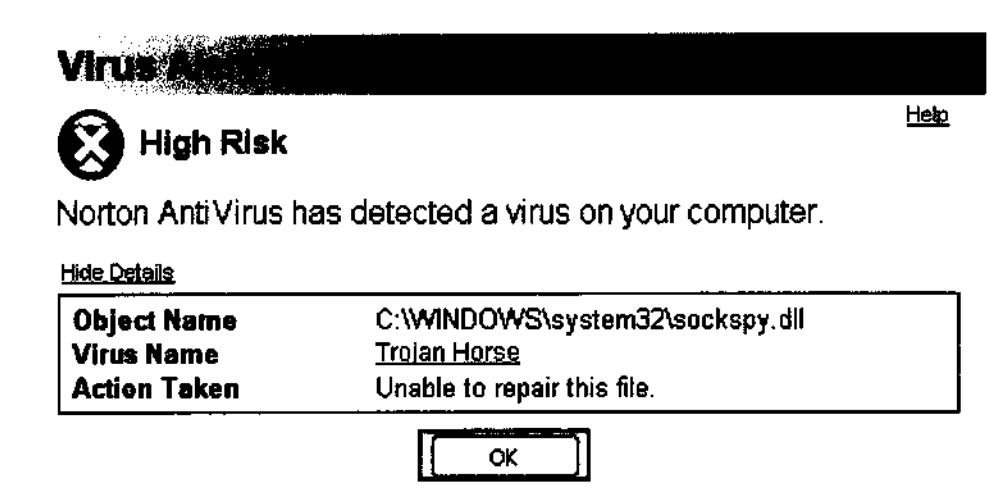 Virus Alert
Help
High Risk
Norton AntiVirus has detected a virus on your computer.
Hide Details
Object Name C:\WINDOWS\system32\sockspy.dll
Virus Name Trojan Horse
Action Taken Unable to repair this file.
OK